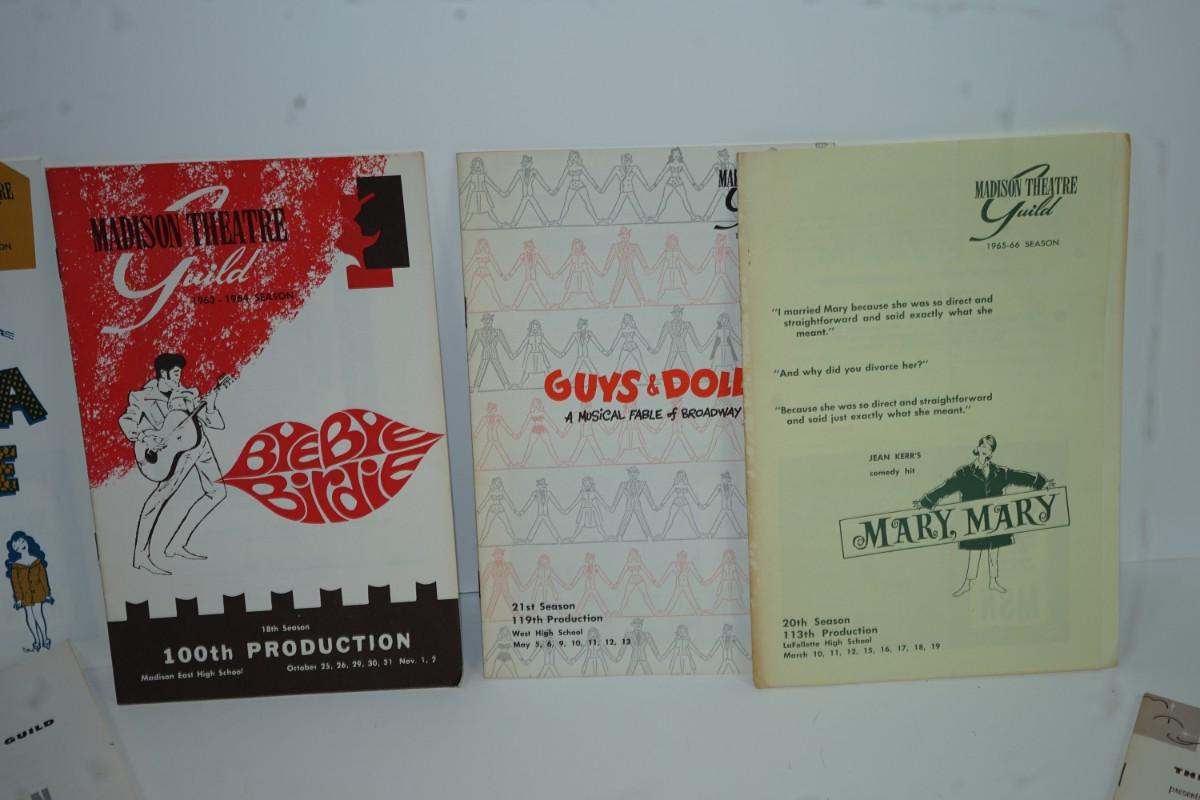 RE
ON
A
E
GUILD
MADISON THEATRE
Guild
1963 - 1964 SEASON
BYE BYE
BirdiE
18th Season
100th PRODUCTION
Madison East High School
October 25, 26, 29, 30, 31 Nov. 1, 2
MA
GUYS & DOLL
A MUSICAL FABLE of BROADWAY
21st Season
119th Production
West High School
May 5, 6, 9, 10, 11, 12, 13
MADISON THEATRE
Guild
1965-66 SEASON
"I married Mary because she was so direct and
straightforward and said exactly what she
meant."
"And why did you divorce her?"
"Because she was so direct and straightforward
and said just exactly what she meant."
JEAN KERR'S
comedy hit
MARY, MARY
20th Season
113th Production
LaFollette High School
March 10, 11, 12, 15, 16, 17, 18, 19
TH
present